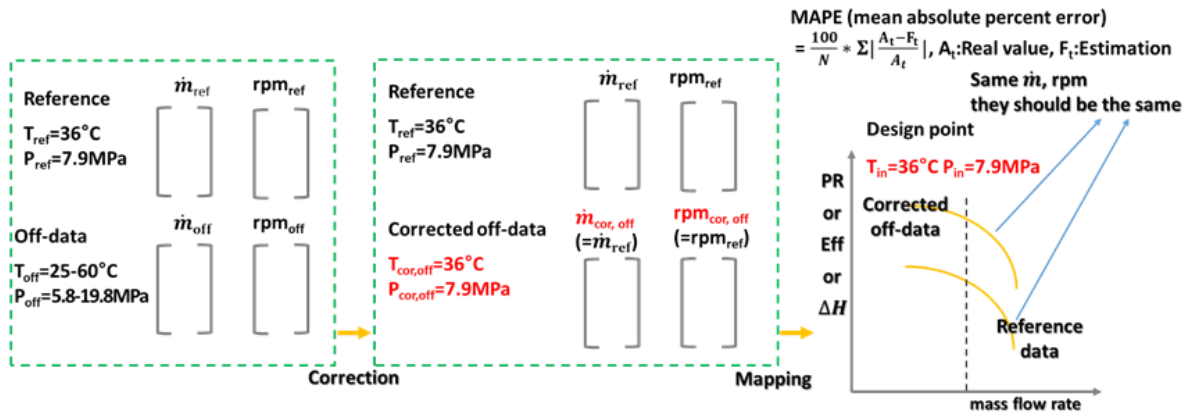 ṁref rpmref
Reference
Tref=36°C
Pref=7.9MPa
ṁoff rpmoff
Off-data
Toff=25-60°C
Poff=5.8-19.8MPa
Correction
ṁref rpmref
Reference
Tref=36°C
Pref=7.9MPa
ṁcor, off rpmcor, off
(=ṁref) (=rpmref)
Corrected off-data
Tcor,off=36°C
Pcor,off=7.9MPa
Mapping
MAPE (mean absolute percent error)
= 100/N * Σ|At−Ft/At|, At:Real value, Ft:Estimation
Same ṁ, rpm
they should be the same
Design point
Tin=36°C Pin=7.9MPa
PR
or
Eff
or
ΔH
Corrected
off-data
Reference
data
mass flow rate